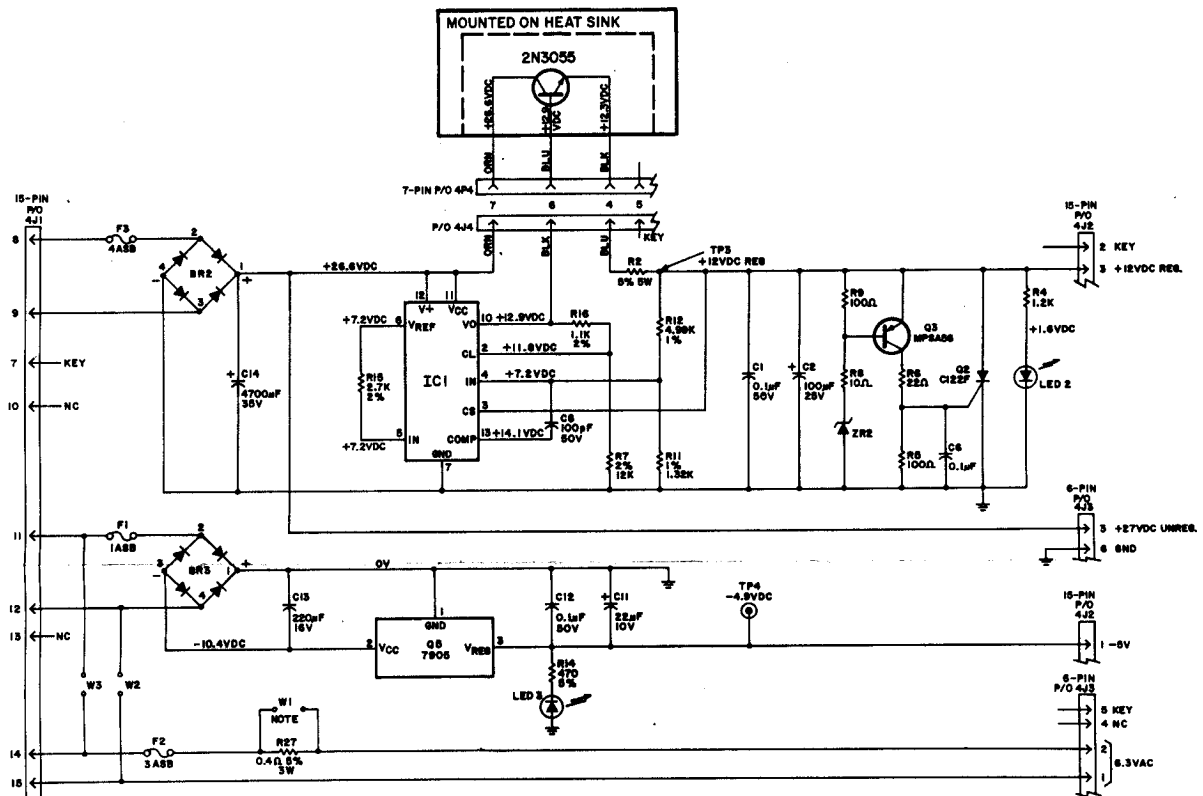 MOUNTED ON HEAT SINK
2N3055
+26.6VDC
+12.9
VDC
+12.3VDC
ORN
BLU
BLK
7-PIN P/O 4P4
7 6 4 5
P/O 4J4
KEY
ORN
BLK
BLU
15-PIN
P/O
4J1
8
F3
4ASB
2
4
-
BR2
1
+
3
9
7
KEY
10
NC
+26.6VDC
C14
4700µF
35V
R15
2.7K
2%
+7.2VDC
+7.2VDC
12
V+
11
VCC
6
VREF
IC1
5
IN
VO
CL
IN
CS
COMP
GND
7
10 +12.9VDC
2 +11.8VDC
4 +7.2VDC
3
13 +14.1VDC
R16
1.1K
2%
C8
100pF
50V
R2
5% 5W
TP3
+12VDC REG
R12
4.99K
1%
R7
2%
12K
R11
1%
1.32K
C1
0.1µF
50V
C2
100µF
25V
R9
100Ω
R8
10Ω
ZR2
Q3
MPSA56
R6
22Ω
R5
100Ω
C6
0.1µF
Q2
C122F
R4
1.2K
+1.6VDC
LED 2
15-PIN
P/O
4J2
2 KEY
3 +12VDC REG.
6-PIN
P/O
4J3
3 +27VDC UNREG.
6 GND
11
F1
1ASB
2
3
-
BR3
1
+
4
12
13
NC
W3
W2
0V
C13
220µF
16V
-10.4VDC
1
GND
2
VCC
Q5
7905
VREG
3
C12
0.1µF
50V
C11
22µF
10V
R14
470
5%
LED 3
TP4
-4.9VDC
15-PIN
P/O
4J2
1 -5V
6-PIN
P/O 4J3
5 KEY
4 NC
2
1
6.3VAC
14
F2
3ASB
W1
NOTE
R27
0.4Ω 5%
3W
15